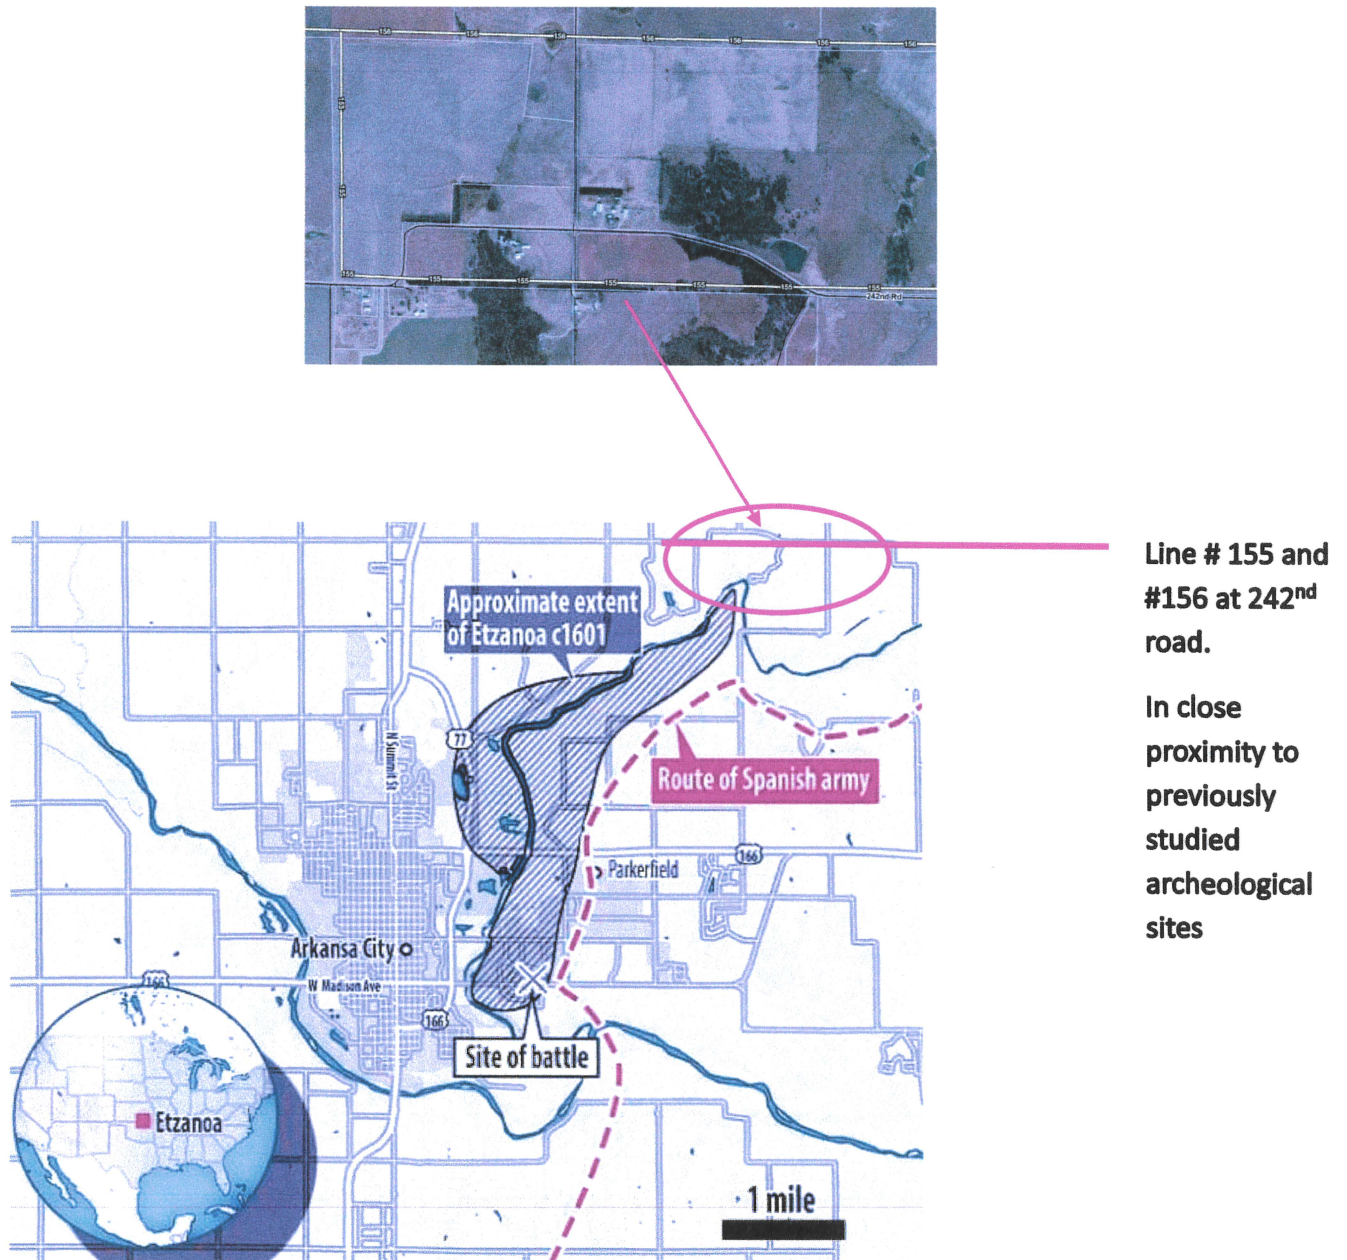 156 156 156 156 156 156 156
155
155
155 155 155 155 155 155 155
242nd Rd
Line # 155 and
#156 at 242nd
road.
In close
proximity to
previously
studied
archeological
sites
Approximate extent
of Etzanoa c1601
77
N Summit St
Route of Spanish army
166
Parkerfield
Arkansa City
W Madison Ave
166
166
Site of battle
Etzanoa
1 mile